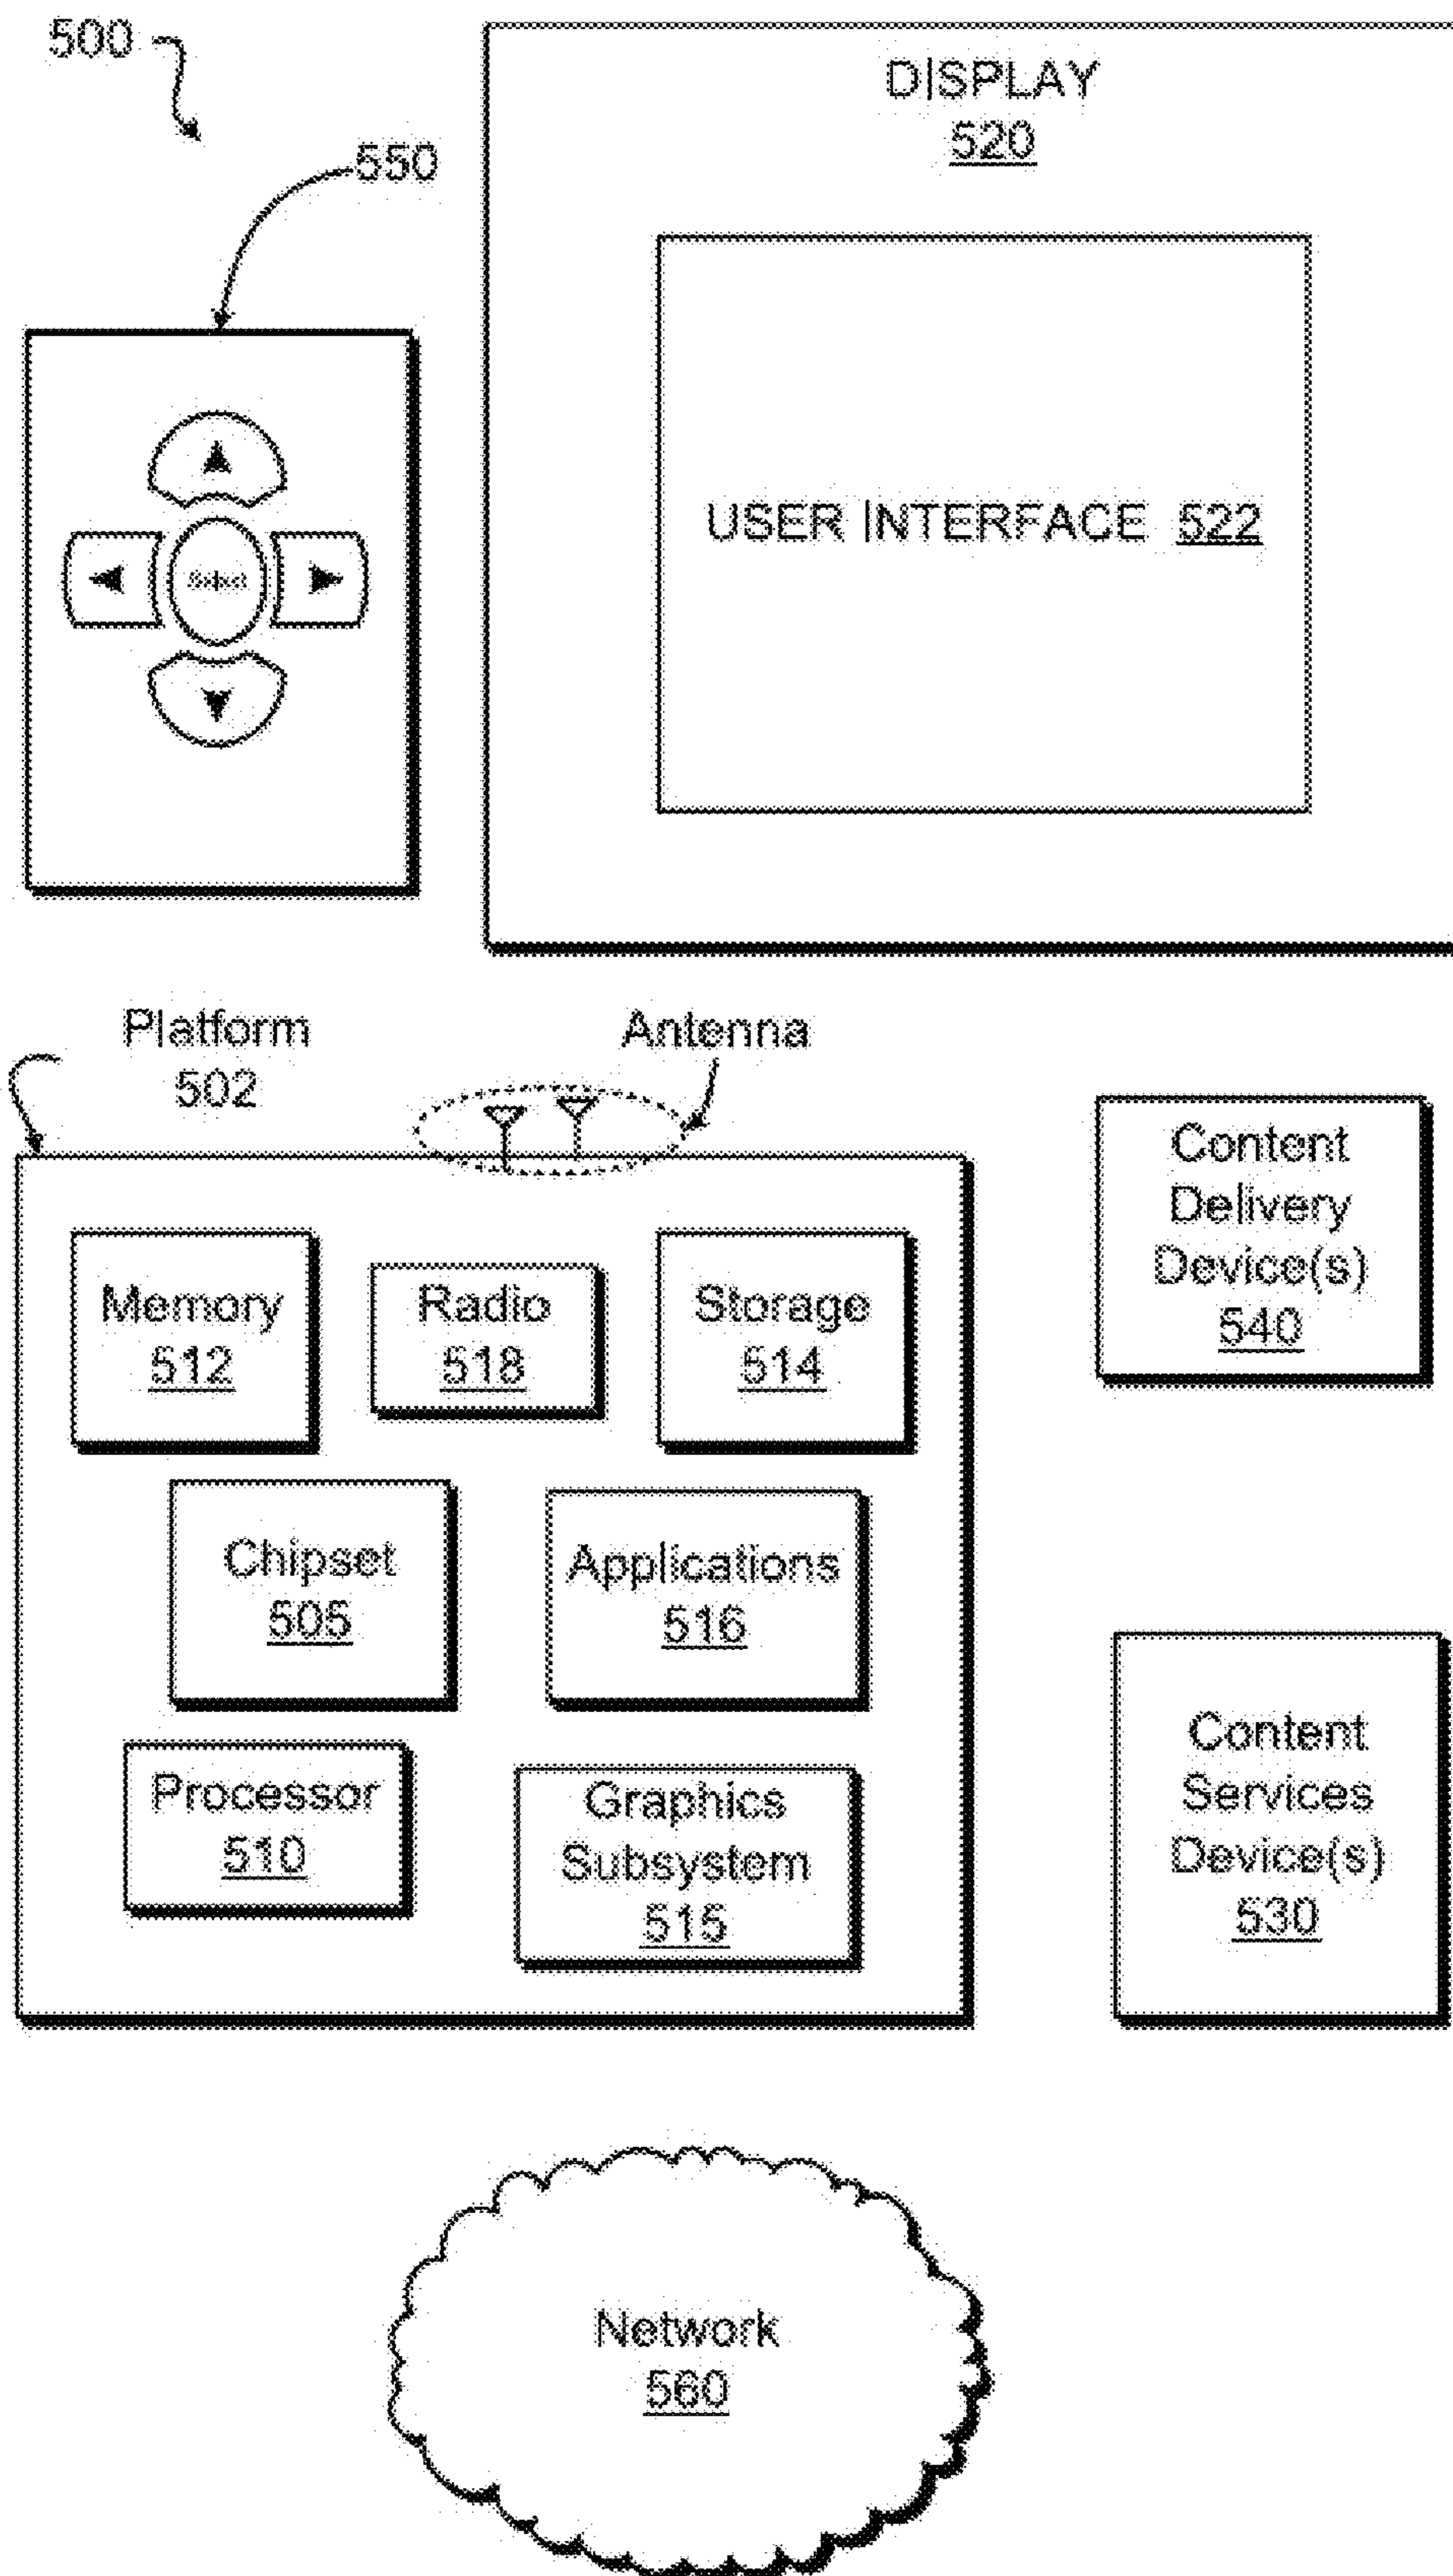 500
550
DISPLAY
520
USER INTERFACE 522
Select
Platform
502
Antenna
Memory
512
Radio
518
Storage
514
Content
Delivery
Device(s)
540
Chipset
505
Applications
516
Processor
510
Graphics
Subsystem
515
Content
Services
Device(s)
530
Network
560